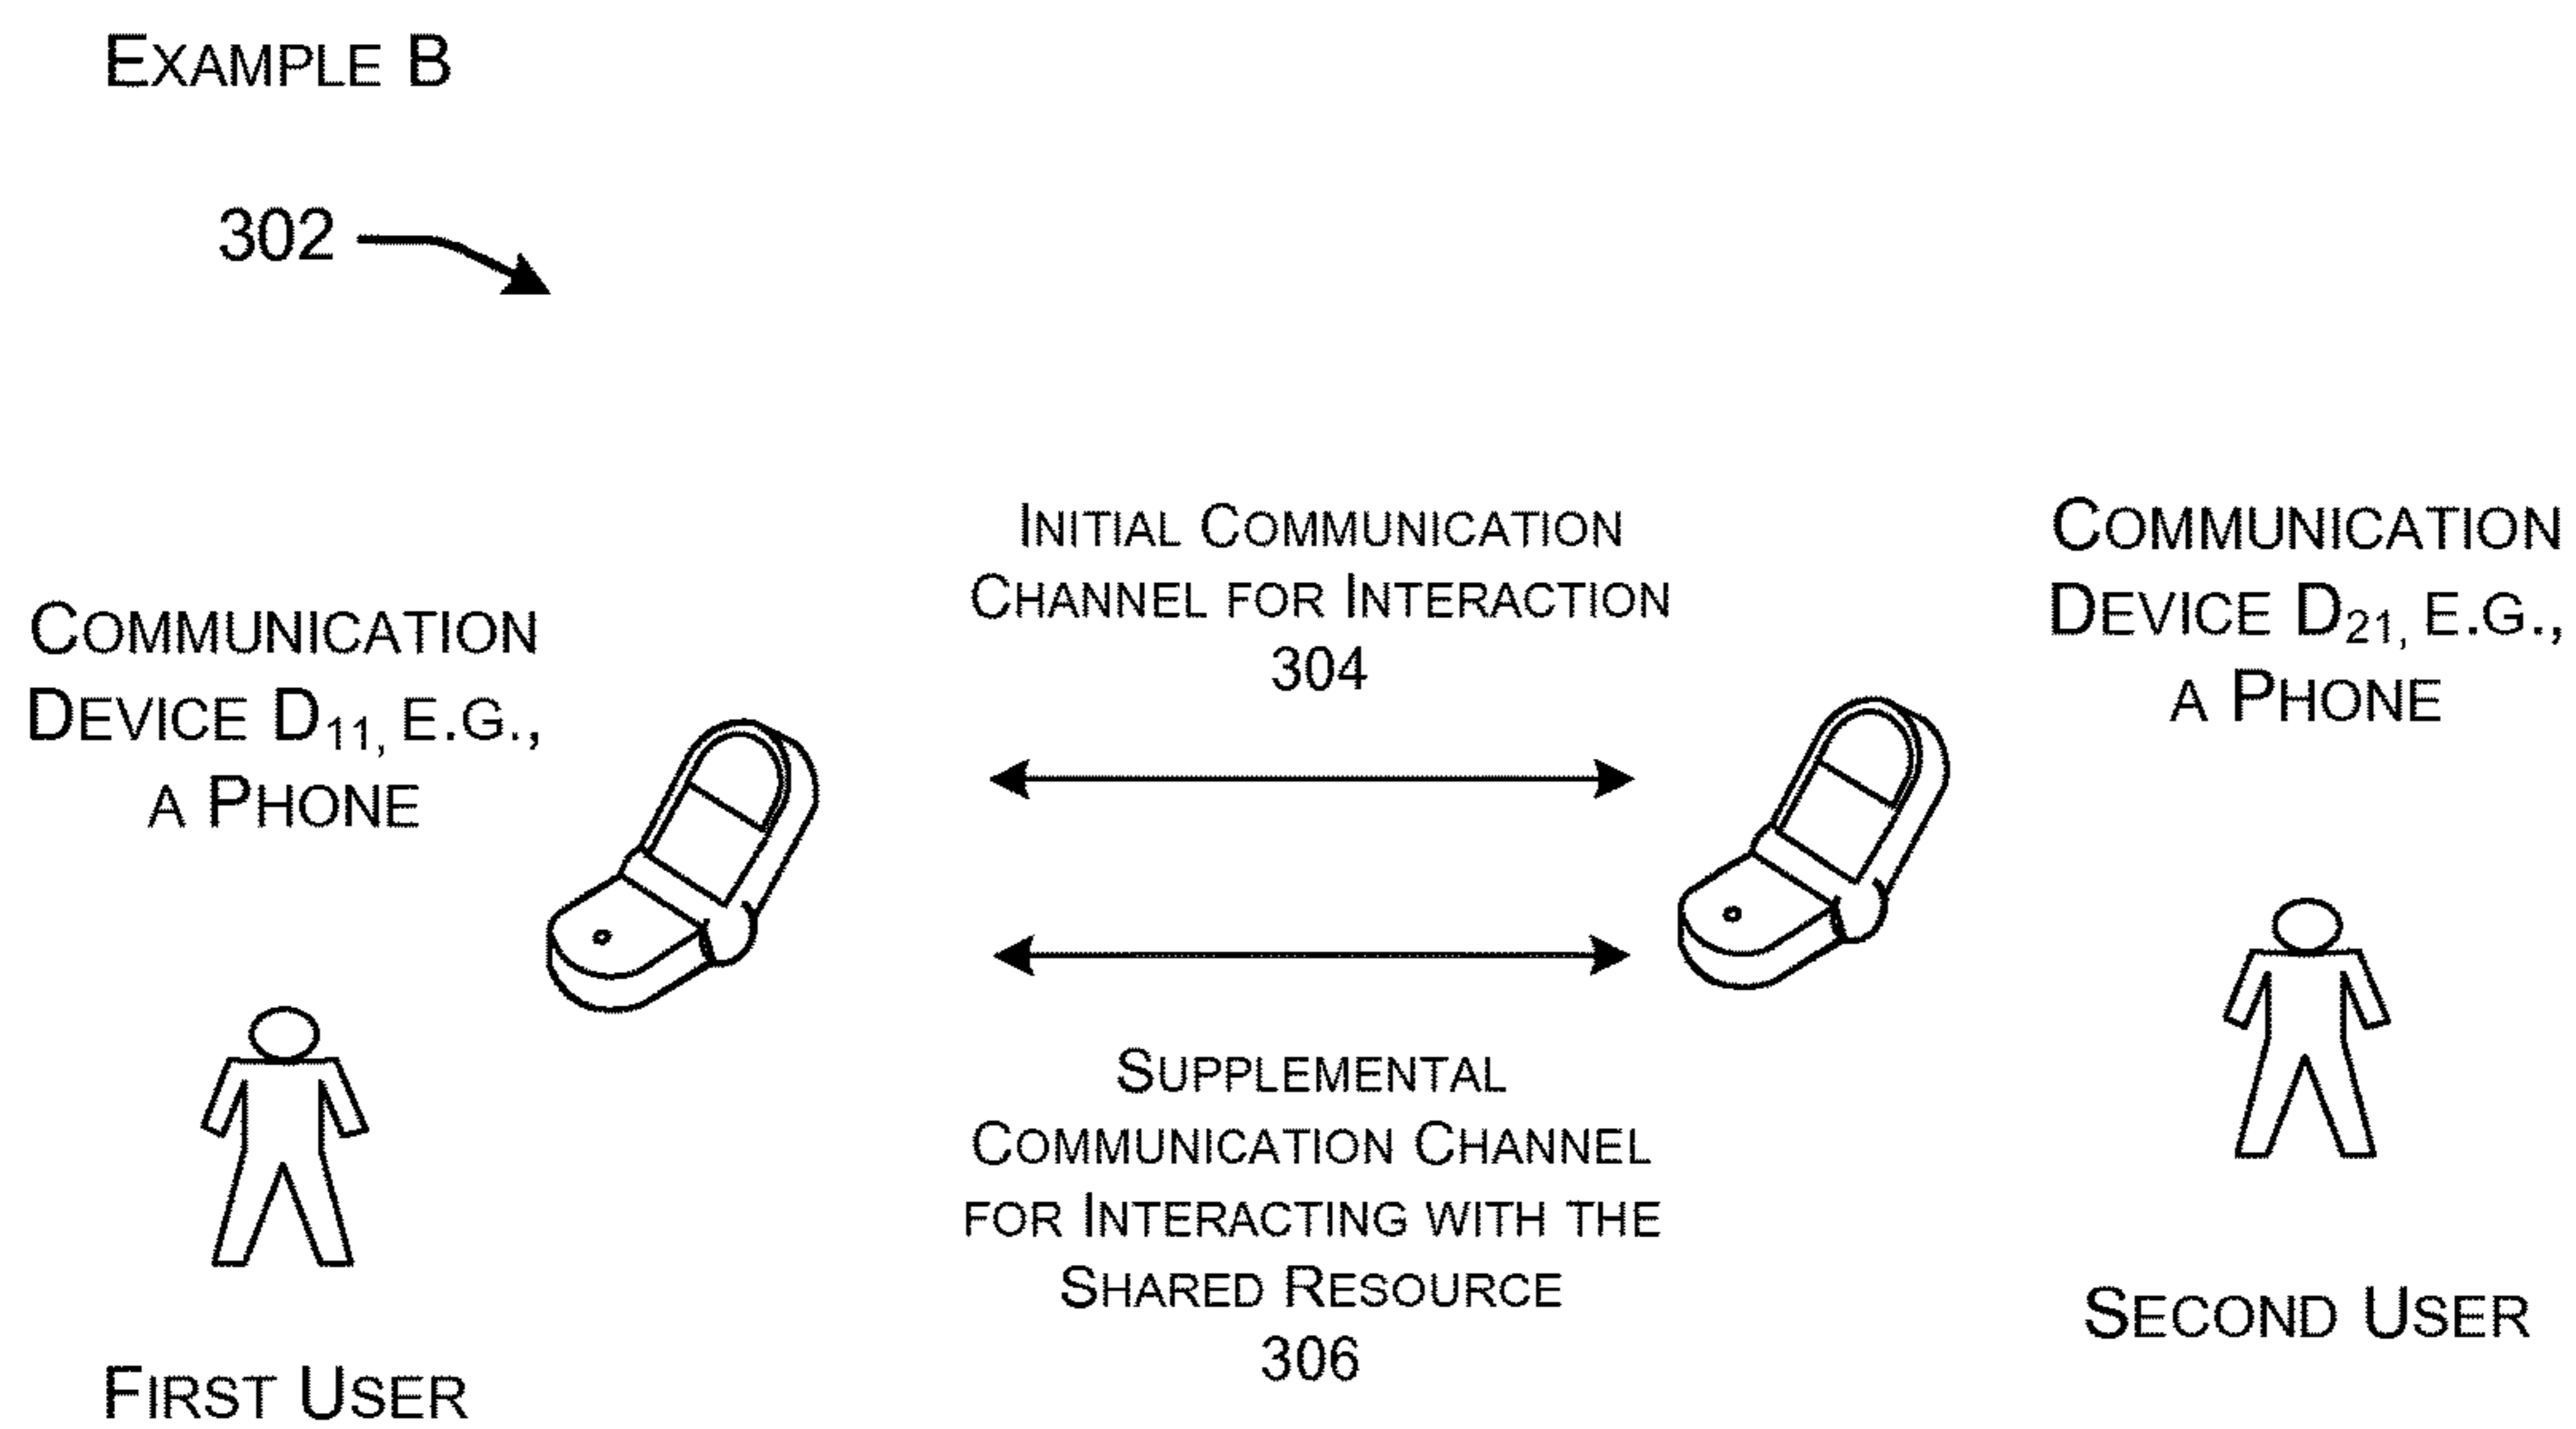 EXAMPLE B
302
INITIAL COMMUNICATION
CHANNEL FOR INTERACTION
304
COMMUNICATION
DEVICE D21, E.G.,
A PHONE
COMMUNICATION
DEVICE D11, E.G.,
A PHONE
SUPPLEMENTAL
COMMUNICATION CHANNEL
FOR INTERACTING WITH THE
SHARED RESOURCE
306
SECOND USER
FIRST USER